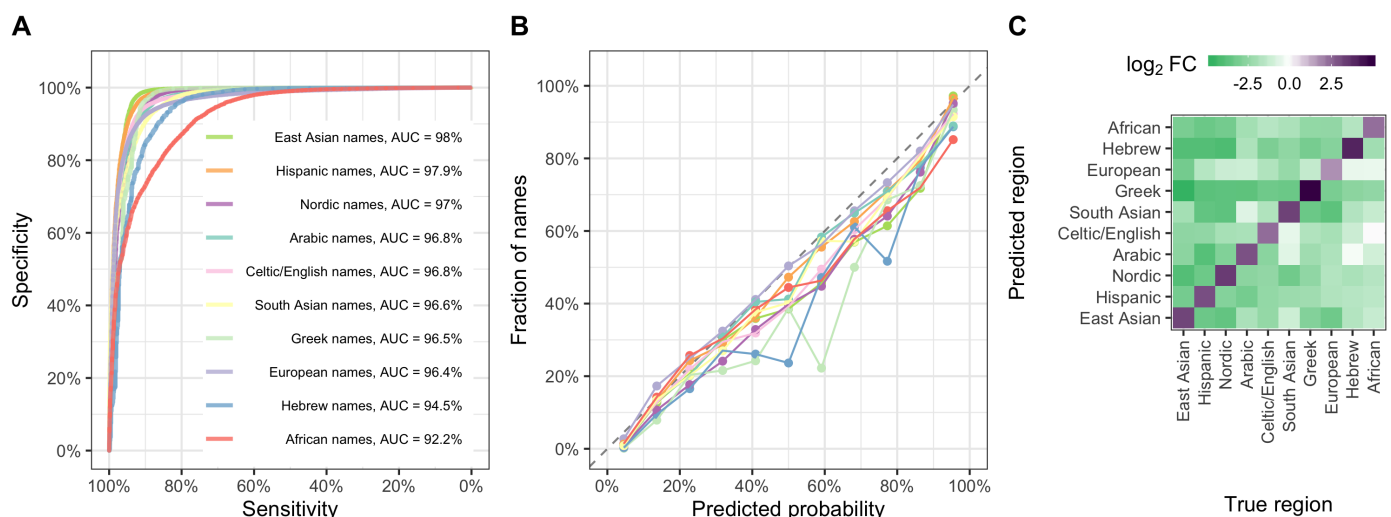 A
100%
80%
60%
40%
20%
0%
Specificity
East Asian names, AUC = 98%
Hispanic names, AUC = 97.9%
Nordic names, AUC = 97%
Arabic names, AUC = 96.8%
Celtic/English names, AUC = 96.8%
South Asian names, AUC = 96.6%
Greek names, AUC = 96.5%
European names, AUC = 96.4%
Hebrew names, AUC = 94.5%
African names, AUC = 92.2%
100% 80% 60% 40% 20% 0%
Sensitivity
B
100%
80%
60%
40%
20%
0%
Fraction of names
0% 20% 40% 60% 80% 100%
Predicted probability
C
log₂ FC
-2.5 0.0 2.5
Predicted region
African
Hebrew
European
Greek
South Asian
Celtic/English
Arabic
Nordic
Hispanic
East Asian
East Asian
Hispanic
Nordic
Arabic
Celtic/English
South Asian
Greek
European
Hebrew
African
True region